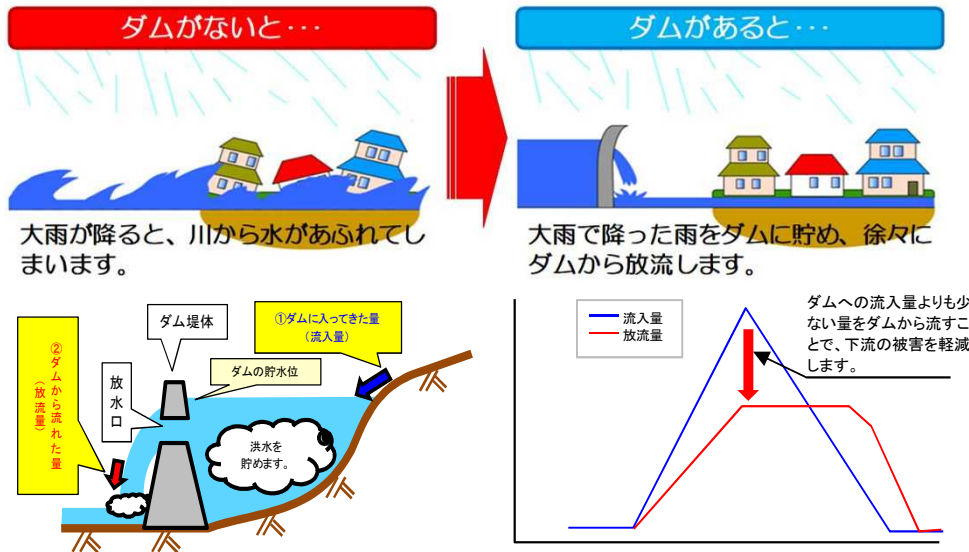 ダムがないと･･･
ダムがあると･･･
大雨が降ると、川から水があふれてし
まいます。
大雨で降った雨をダムに貯め、徐々に
ダムから放流します。
②ダムから流れた量
(放流量)
放水口
ダム堤体
ダムの貯水位
①ダムに入ってきた量
(流入量)
洪水を
貯めます。
流入量
放流量
ダムへの流入量よりも少
ない量をダムから流すこ
とで、下流の被害を軽減
します。